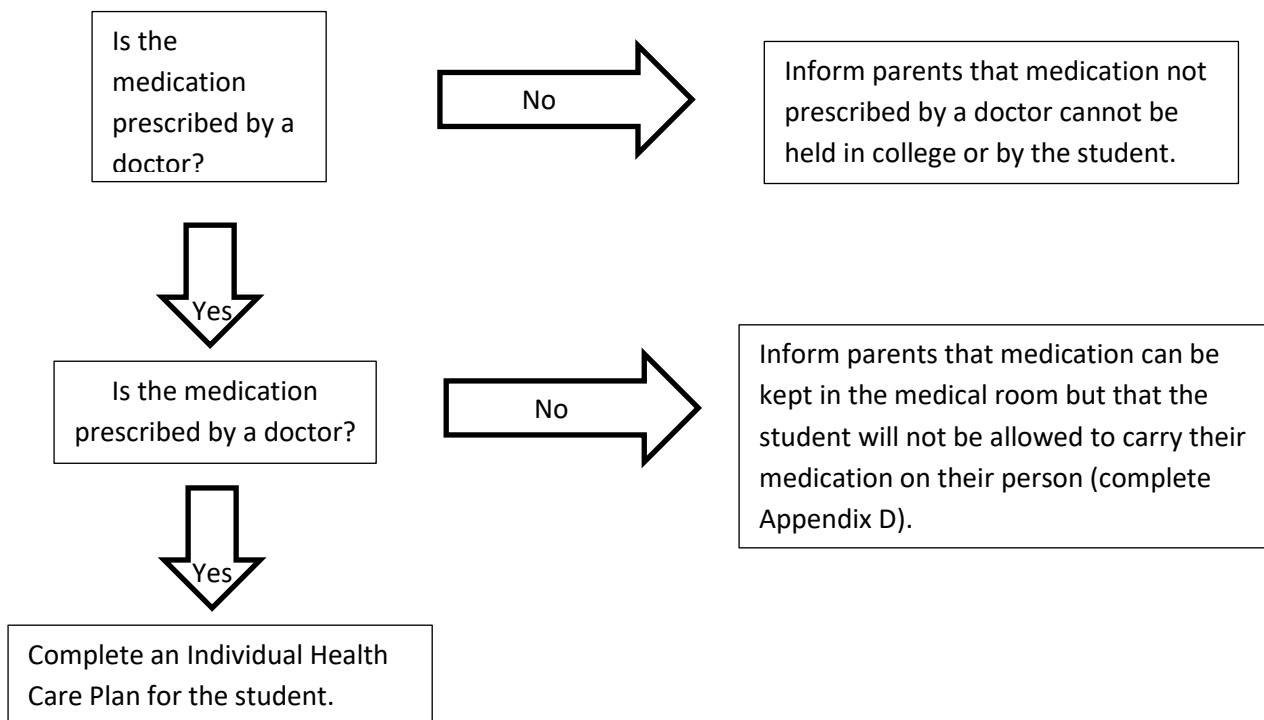 Is the
medication
prescribed by a
doctor?
No
Inform parents that medication not
prescribed by a doctor cannot be
held in college or by the student.
Yes
Is the medication
prescribed by a doctor?
No
Inform parents that medication can be
kept in the medical room but that the
student will not be allowed to carry their
medication on their person (complete
Appendix D).
Yes
Complete an Individual Health
Care Plan for the student.